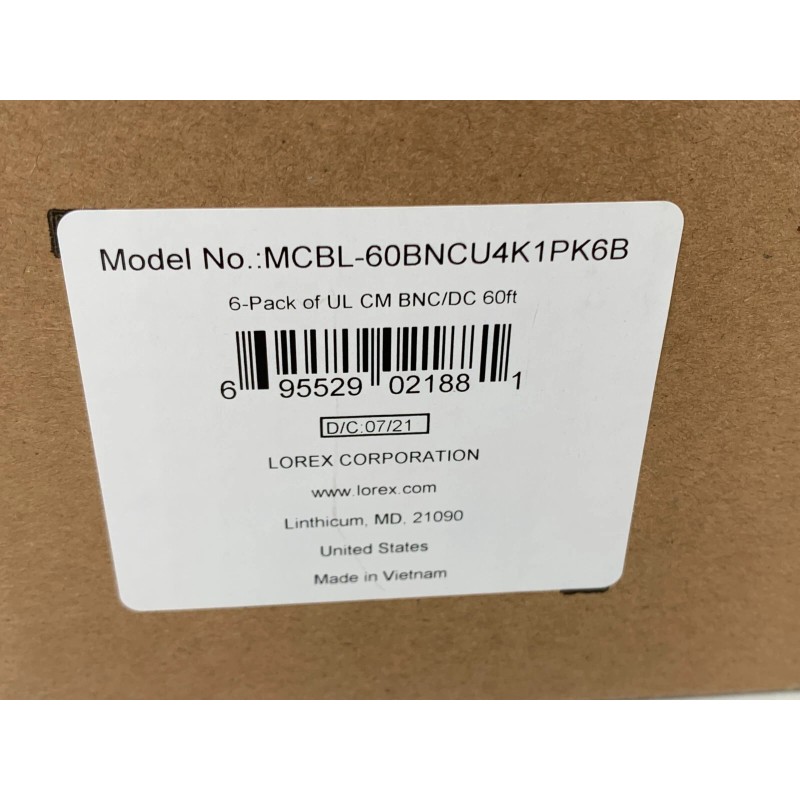 Model No.:MCBL-60BNCU4K1PK6B
6-Pack of UL CM BNC/DC 60ft
6 95529 02188 1
D/C:07/21
LOREX CORPORATION
www.lorex.com
Linthicum, MD, 21090
United States
Made in Vietnam